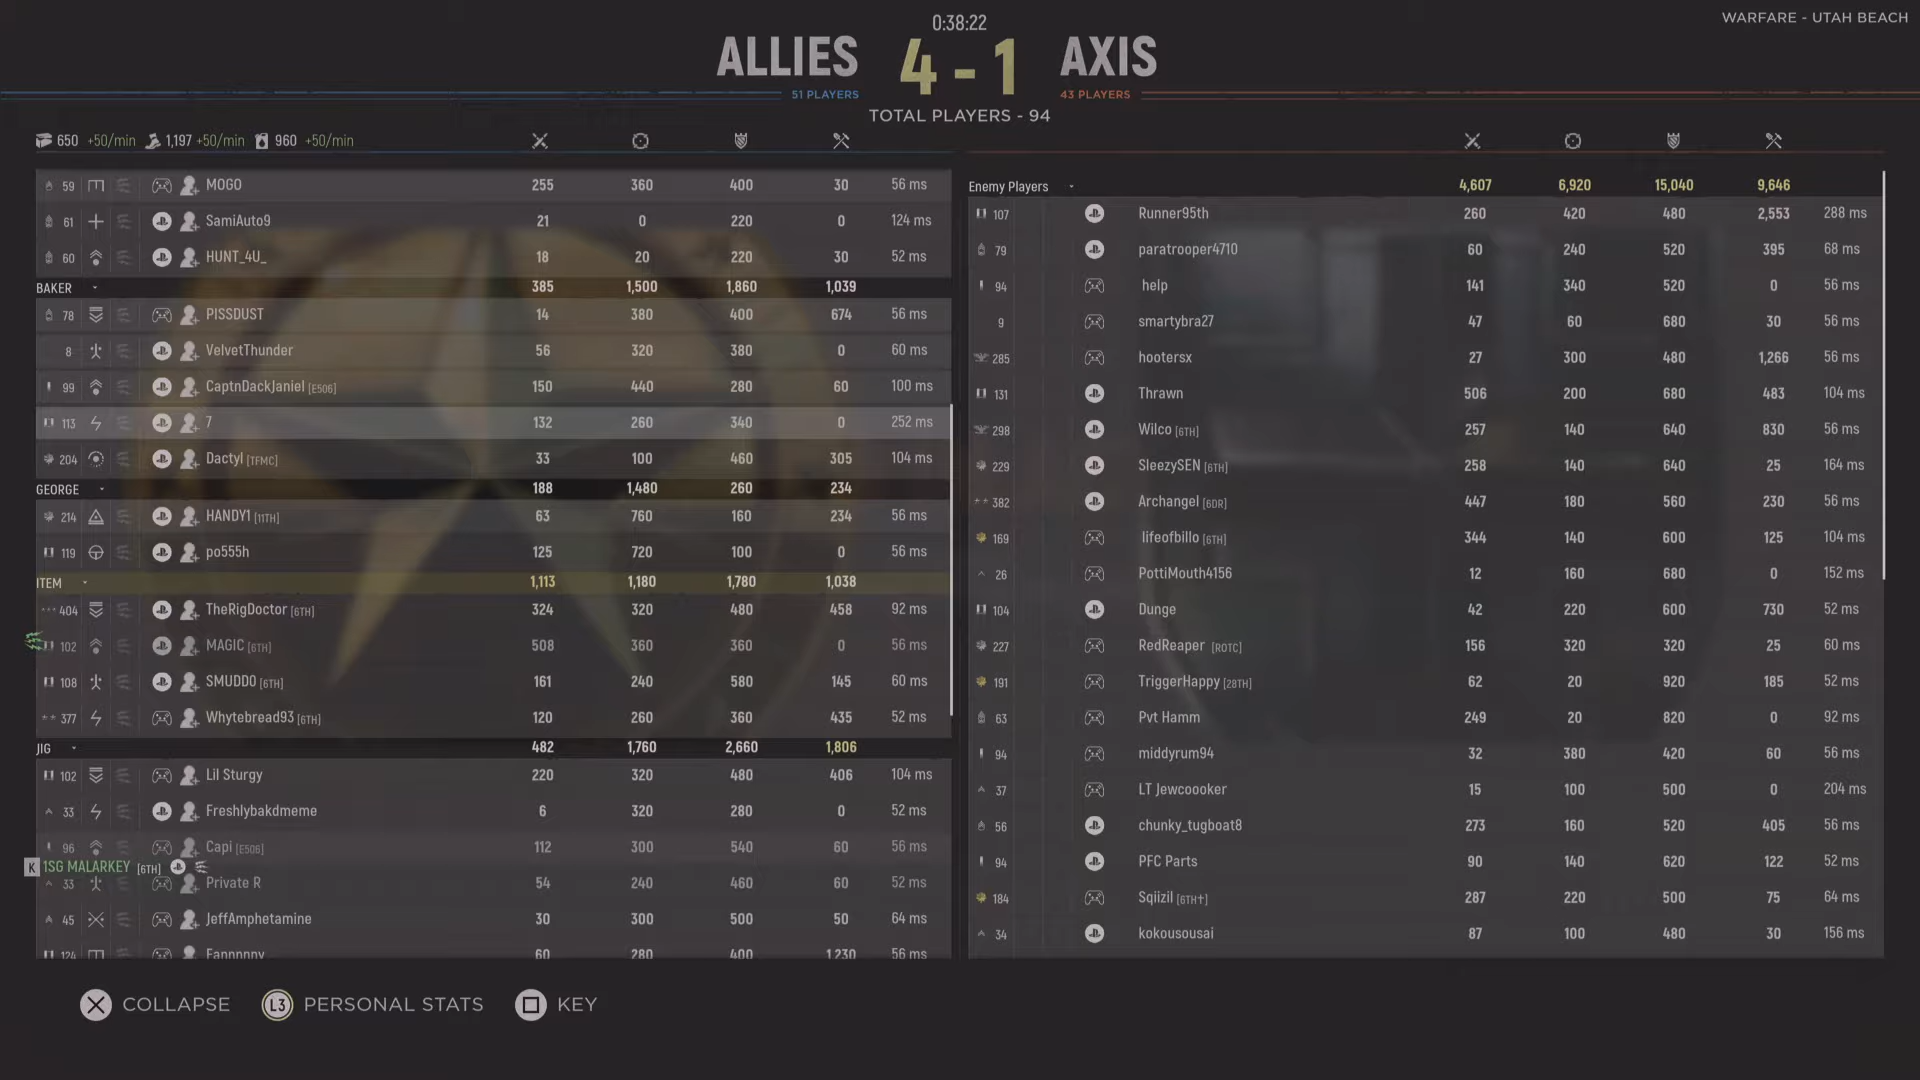 0:38:22
WARFARE - UTAH BEACH
ALLIES 4 - 1 AXIS
51 PLAYERS 43 PLAYERS
TOTAL PLAYERS - 94
650 +50/min 1,197 +50/min 960 +50/min
59 MOGO 255 360 400 30 56 ms
61 SamiAuto9 21 0 220 0 124 ms
60 HUNT_4U_ 18 20 220 30 52 ms
BAKER 385 1,500 1,860 1,039
78 PISSDUST 14 380 400 674 56 ms
8 VelvetThunder 56 320 380 0 60 ms
99 CaptnDackJaniel [E506] 150 440 280 60 100 ms
113 7 132 260 340 0 252 ms
204 Dactyl [TFMC] 33 100 460 305 104 ms
GEORGE 188 1,480 260 234
214 HANDY1 [11TH] 63 760 160 234 56 ms
119 po555h 125 720 100 0 56 ms
ITEM 1,113 1,180 1,780 1,038
404 TheRigDoctor [6TH] 324 320 480 458 92 ms
102 MAGIC [6TH] 508 360 360 0 56 ms
108 SMUDDO [6TH] 161 240 580 145 60 ms
377 Whytebread93 [6TH] 120 260 360 435 52 ms
JIG 482 1,760 2,660 1,806
102 Lil Sturgy 220 320 480 406 104 ms
33 Freshlybakdmeme 6 320 280 0 52 ms
96 Capi [E506] 112 300 540 60 56 ms
K 1SG MALARKEY [6TH]
33 Private R 54 240 460 60 52 ms
45 JeffAmphetamine 30 300 500 50 64 ms
124 Fannnnny 60 280 400 1,230 56 ms
Enemy Players 4,607 6,920 15,040 9,646
107 Runner95th 260 420 480 2,553 288 ms
79 paratrooper4710 60 240 520 395 68 ms
94 help 141 340 520 0 56 ms
9 smartybra27 47 60 680 30 56 ms
285 hootersx 27 300 480 1,266 56 ms
131 Thrawn 506 200 680 483 104 ms
298 Wilco [6TH] 257 140 640 830 56 ms
229 SleezySEN [6TH] 258 140 640 25 164 ms
382 Archangel [6DR] 447 180 560 230 56 ms
169 lifeofbillo [6TH] 344 140 600 125 104 ms
26 PottiMouth4156 12 160 680 0 152 ms
104 Dunge 42 220 600 730 52 ms
227 RedReaper [ROTC] 156 320 320 25 60 ms
191 TriggerHappy [28TH] 62 20 920 185 52 ms
63 Pvt Hamm 249 20 820 0 92 ms
94 middyrum94 32 380 420 60 56 ms
37 LT Jewcoooker 15 100 500 0 204 ms
56 chunky_tugboat8 273 160 520 405 56 ms
94 PFC Parts 90 140 620 122 52 ms
184 Sqiizil [6TH†] 287 220 500 75 64 ms
34 kokousousai 87 100 480 30 156 ms
COLLAPSE L3 PERSONAL STATS KEY